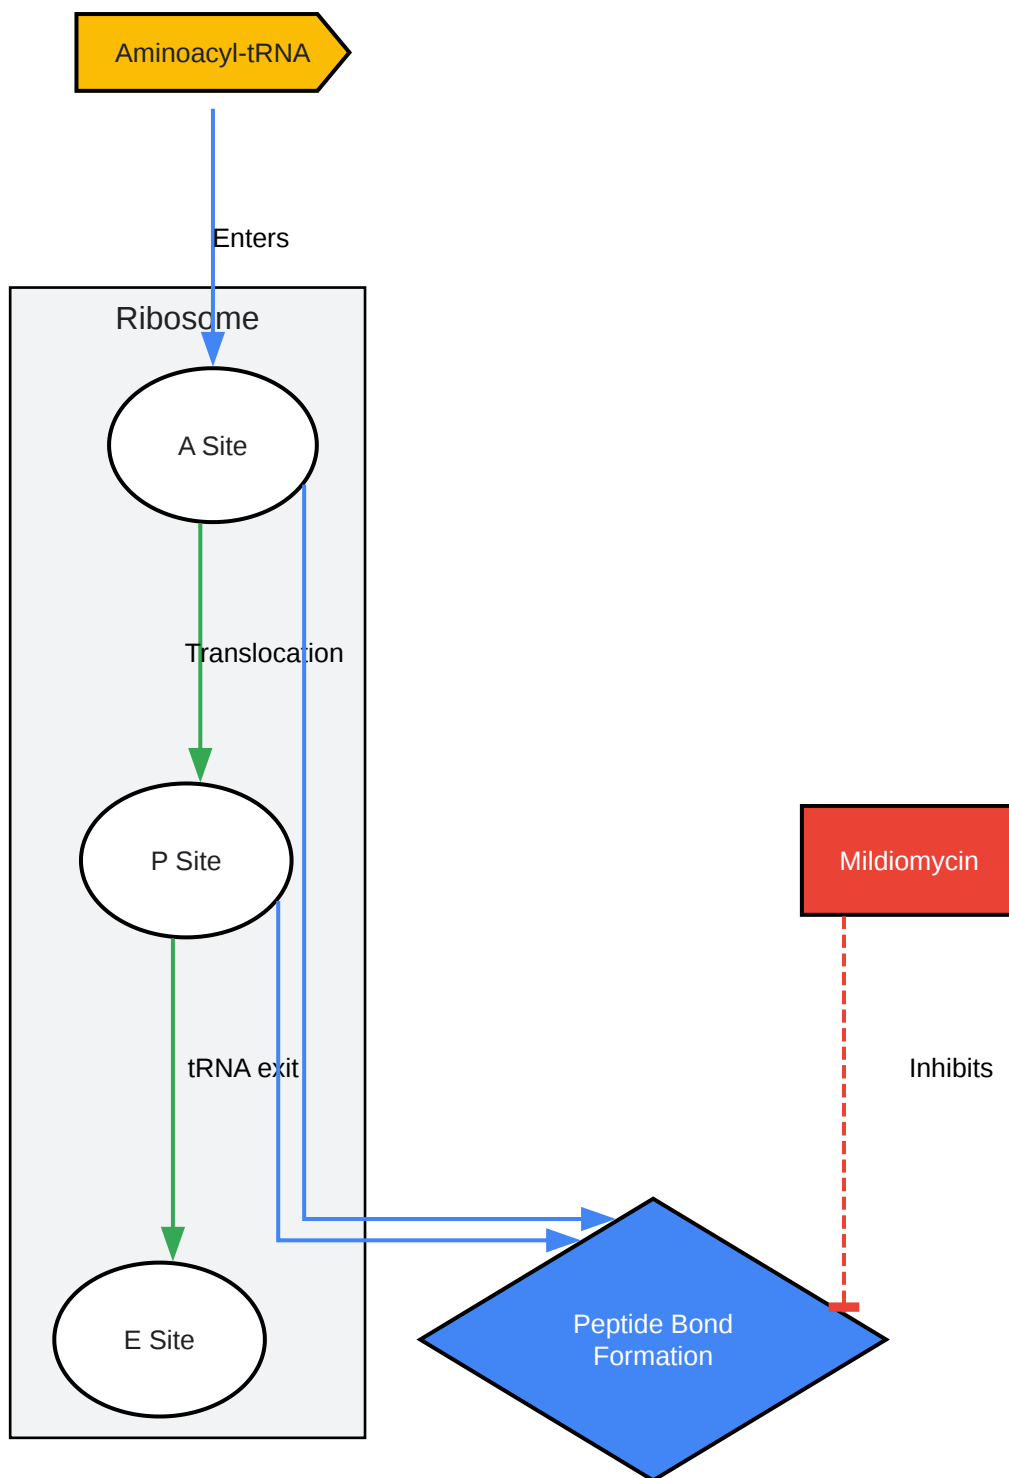 Aminoacyl-tRNA
Enters
Ribosome
A Site
Translocation
P Site
Mildiomycin
tRNA exit
Inhibits
E Site
Peptide Bond
Formation